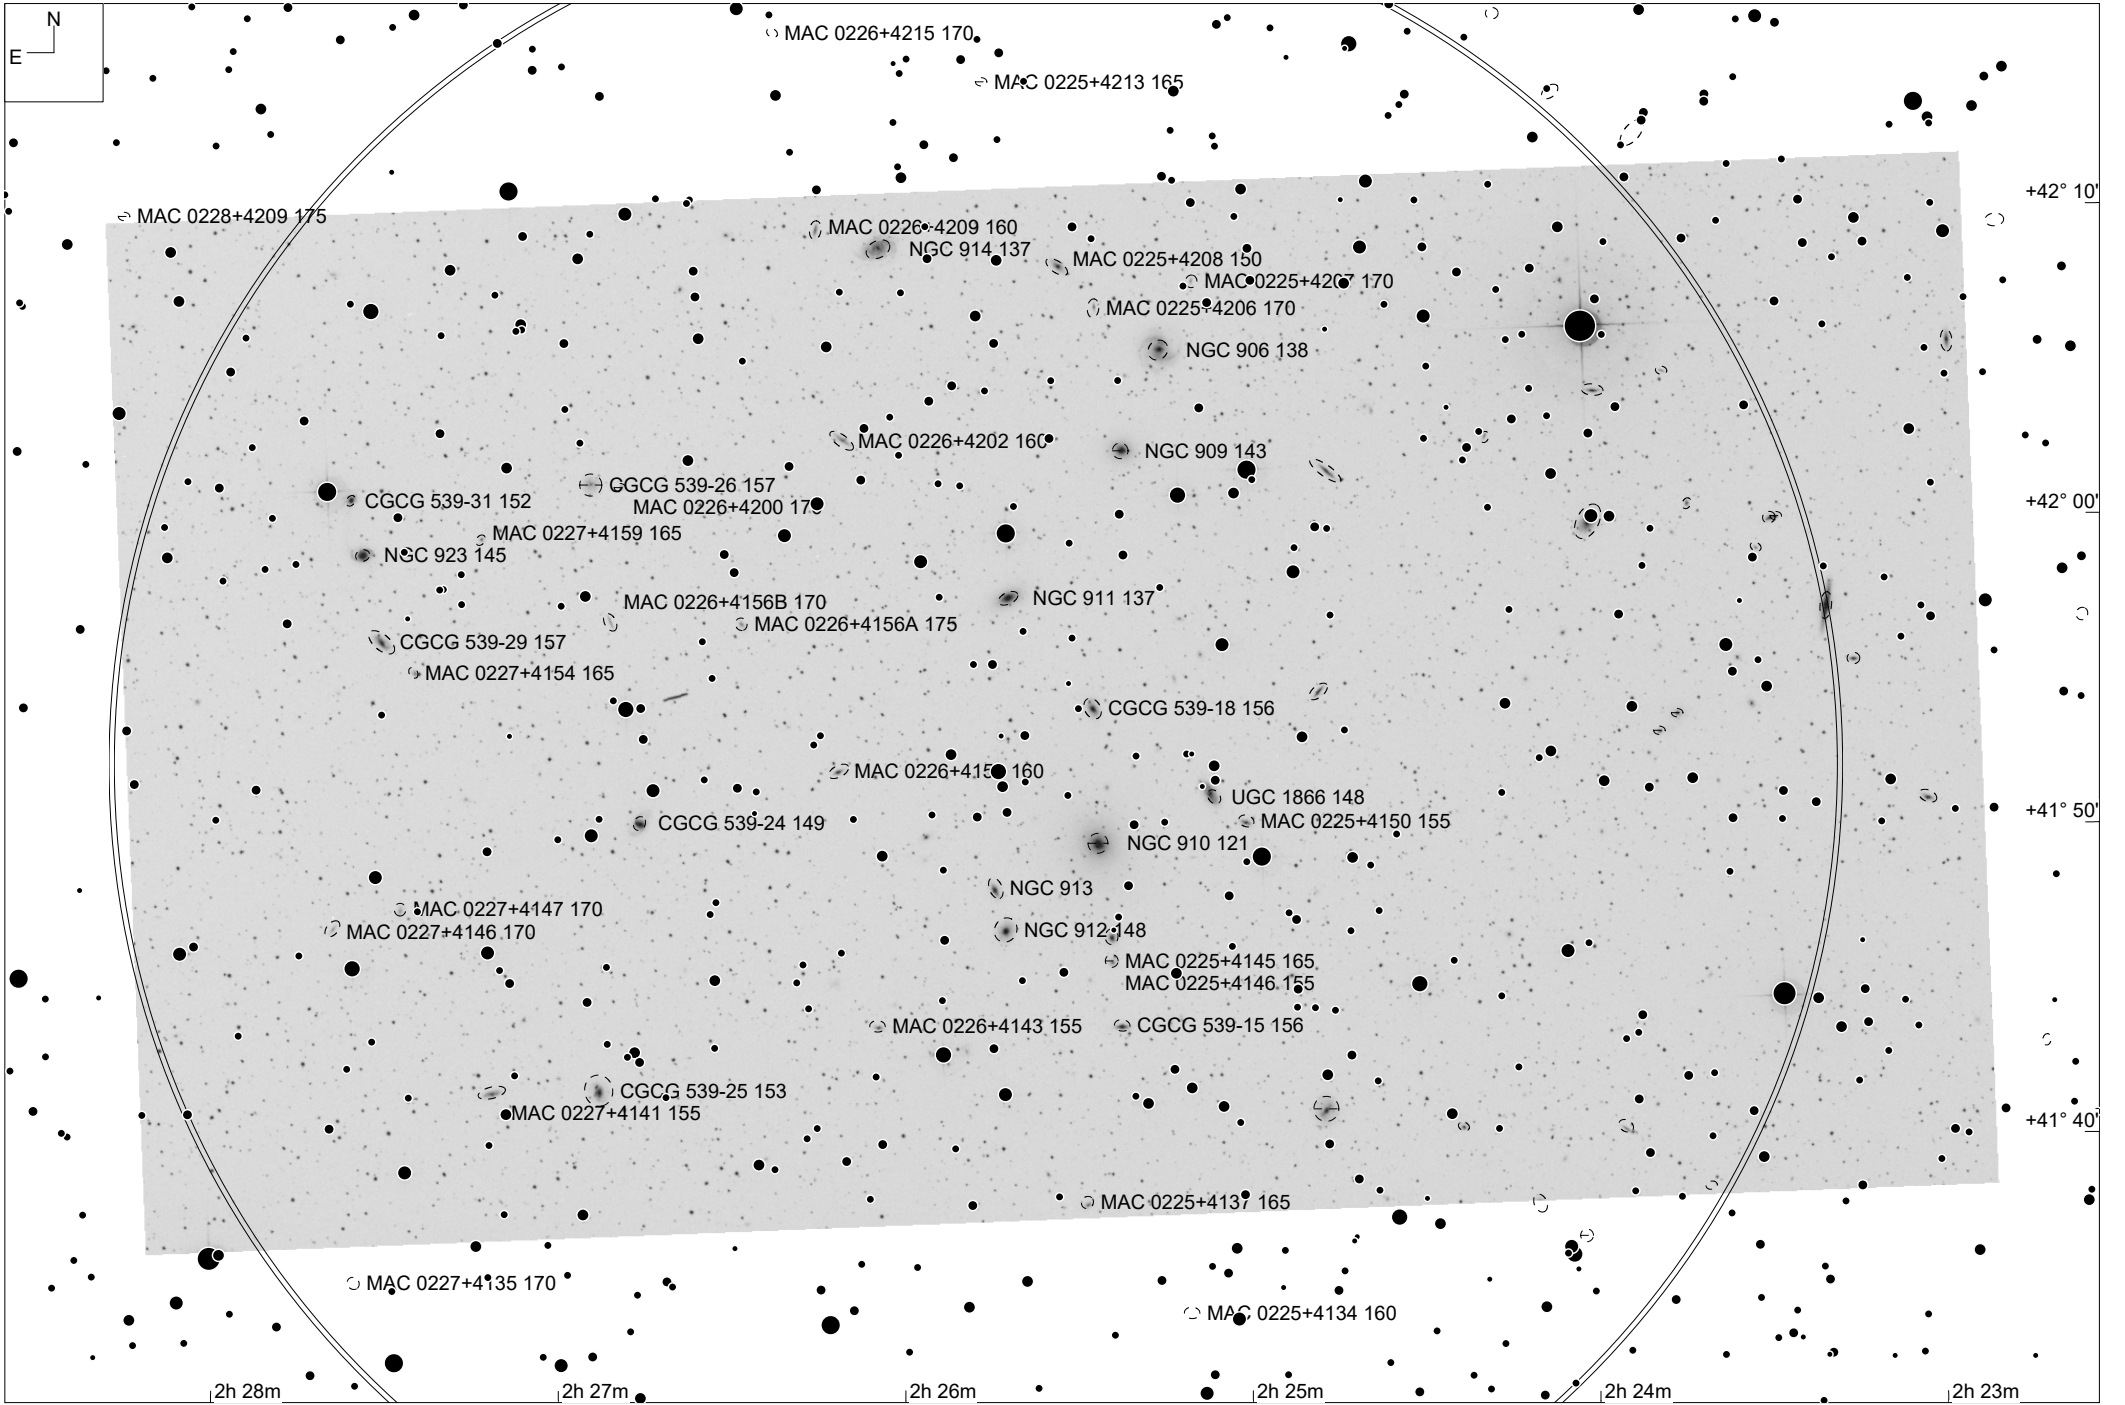 N
MAC 0226+4215 170
E
MAC 0225+4213 165
+42° 10'
MAC 0228+4209 175
MAC 0226+4209 160
NGC 914 137
MAC 0225+4208 150
MAC 0225+4207 170
MAC 0225+4206 170
NGC 906 138
MAC 0226+4202 160
NGC 909 143
CGCG 539-26 157
CGCG 539-31 152
+42° 00'
MAC 0226+4200 175
MAC 0227+4159 165
NGC 923 145
NGC 911 137
MAC 0226+4156B 170
MAC 0226+4156A 175
CGCG 539-29 157
MAC 0227+4154 165
CGCG 539-18 156
MAC 0226+4151 160
UGC 1866 148
+41° 50'
MAC 0225+4150 155
CGCG 539-24 149
NGC 910 121
NGC 913
MAC 0227+4147 170
NGC 912 148
MAC 0227+4146 170
MAC 0225+4145 165
MAC 0225+4146 155
MAC 0226+4143 155
CGCG 539-15 156
CGCG 539-25 153
MAC 0227+4141 155
+41° 40'
MAC 0225+4137 165
MAC 0227+4135 170
MAC 0225+4134 160
2h 28m
2h 27m
2h 26m
2h 25m
2h 24m
2h 23m